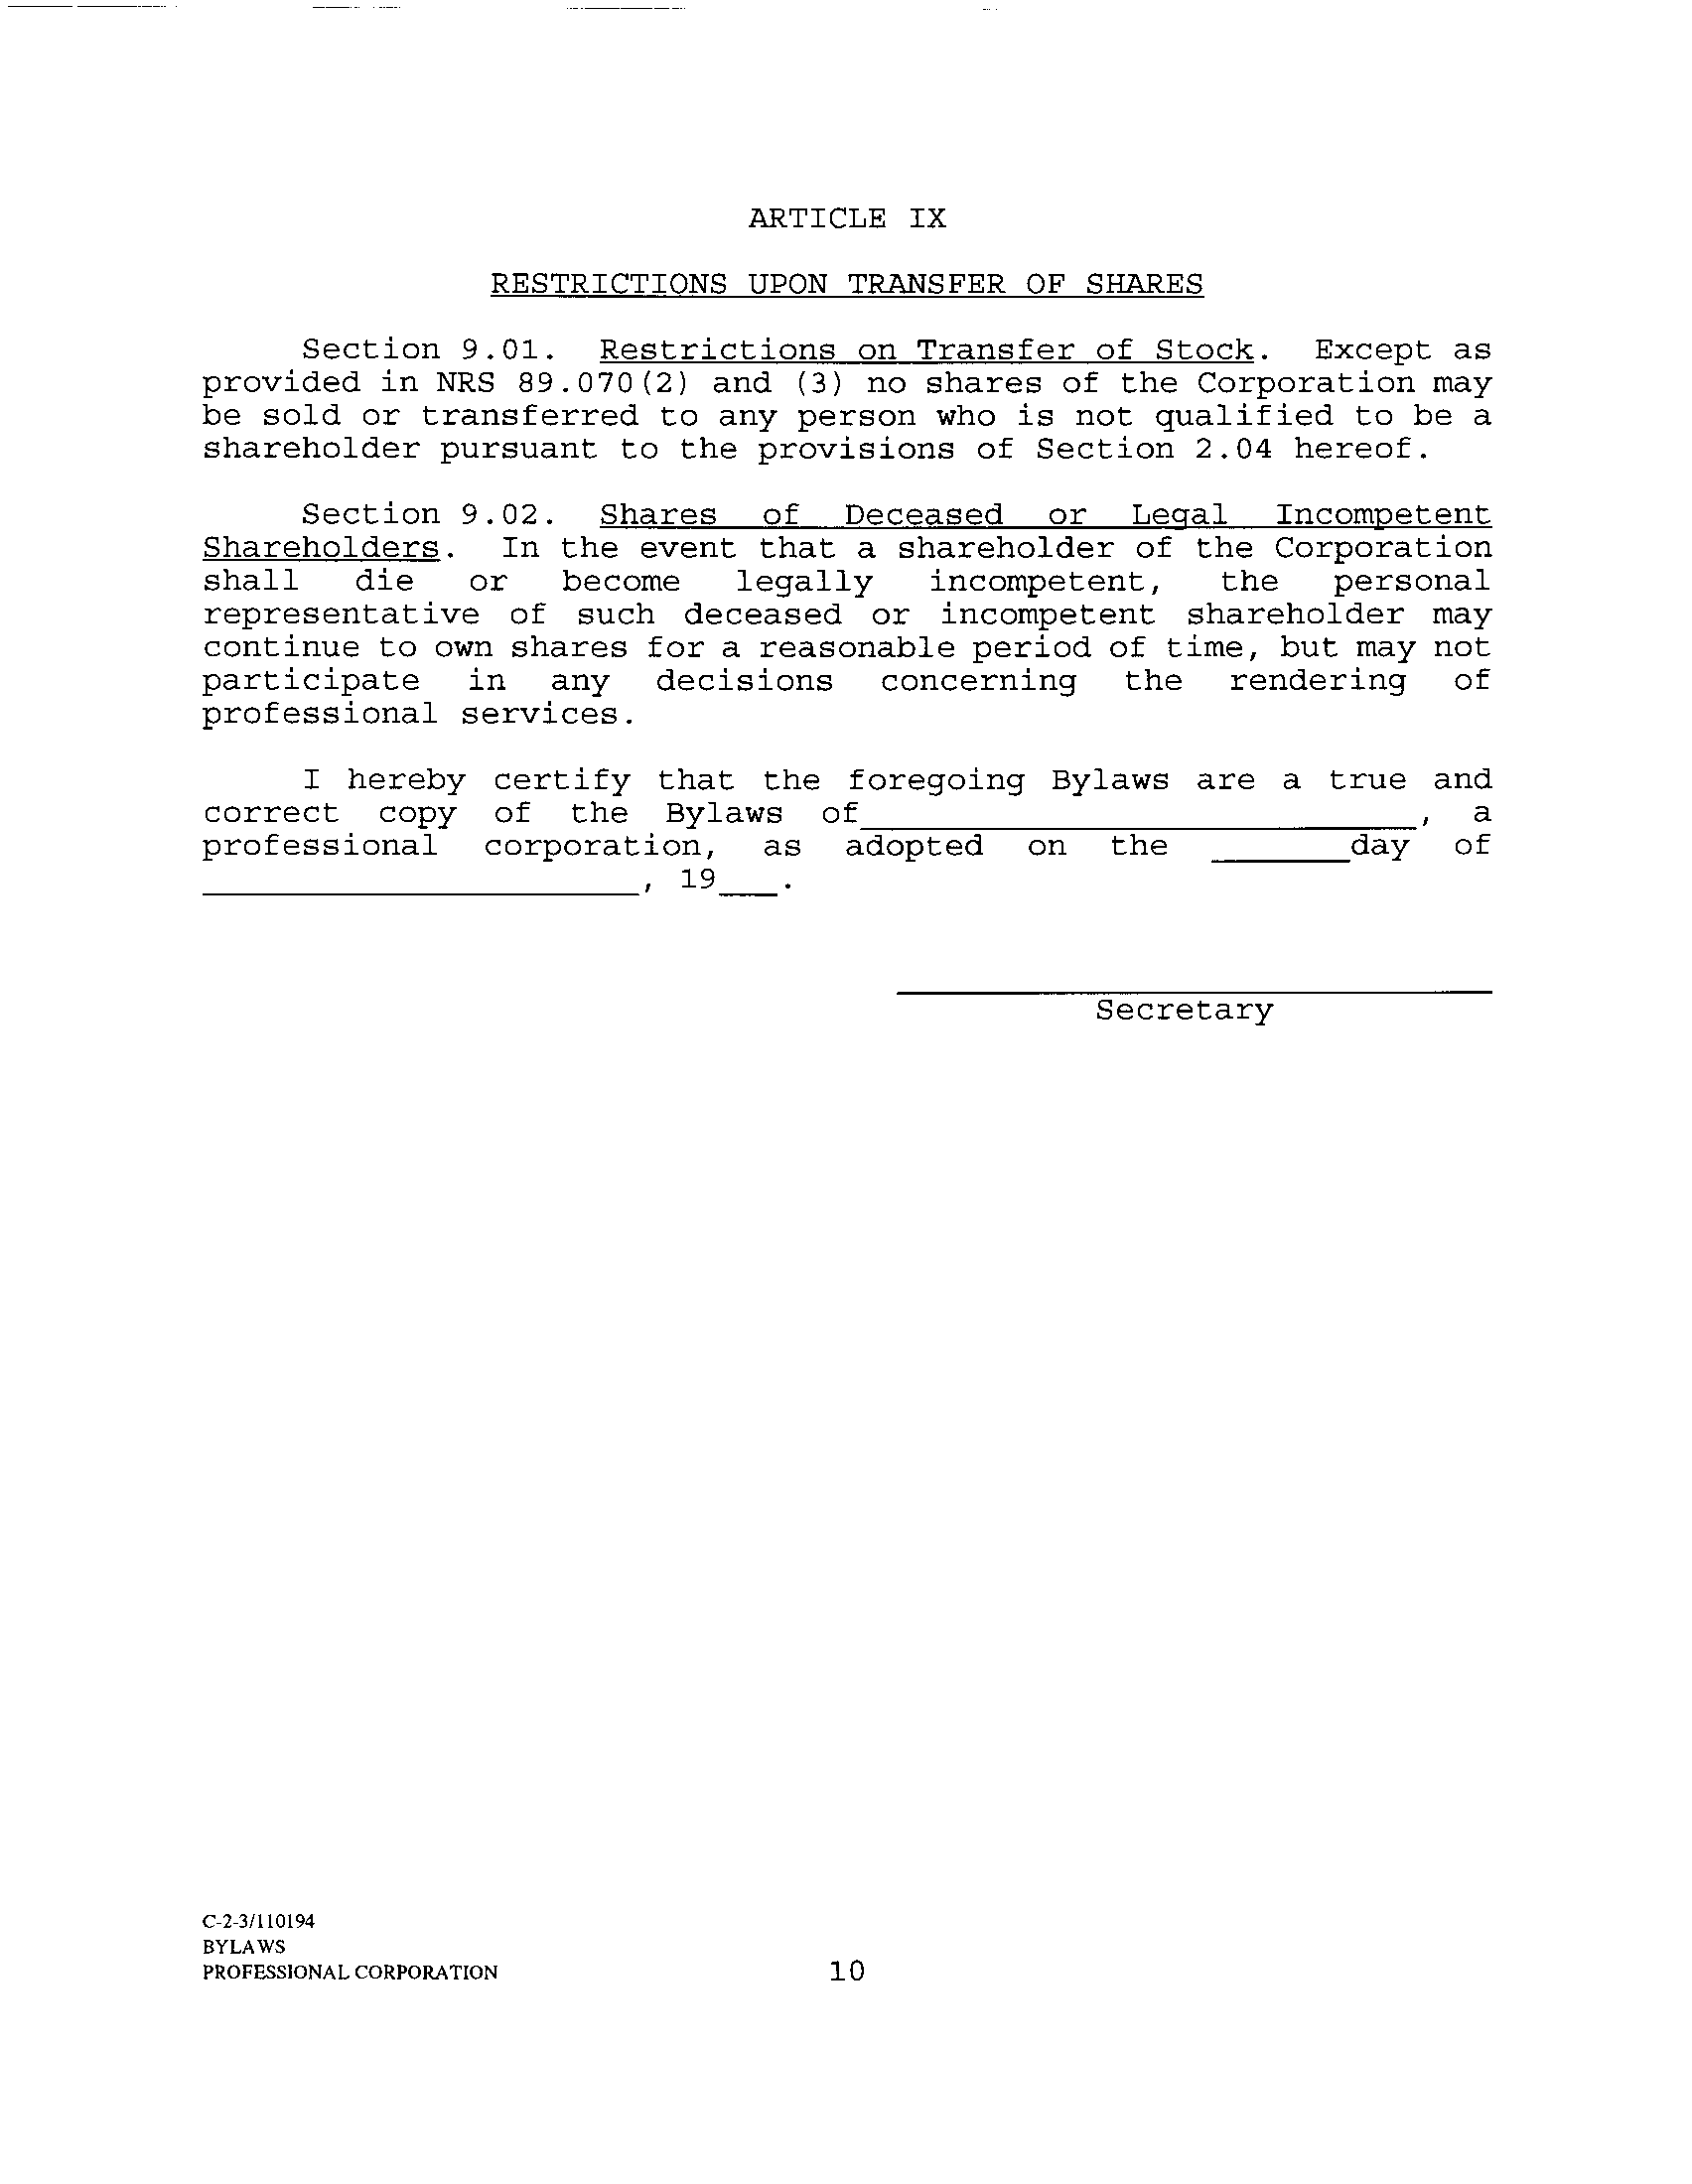 ARTICLE IX
RESTRICTIONS UPON TRANSFER OF SHARES
Section 9.01. Restrictions on Transfer of Stock. Except as
provided in NRS 89.070(2) and (3) no shares of the Corporation may
be sold or transferred to any person who is not qualified to be a
shareholder pursuant to the provisions of Section 2.04 hereof.
Section 9.02. Shares of Deceased or Legal Incompetent
Shareholders. In the event that a shareholder of the Corporation
shall die or become legally incompetent, the personal
representative of such deceased or incompetent shareholder may
continue to own shares for a reasonable period of time, but may not
participate in any decisions concerning the rendering of
professional services.
I hereby certify that the foregoing Bylaws are a true and
correct copy of the Bylaws of____________________________, a
professional corporation, as adopted on the _______day of
______________________, 19___.
Secretary
C-2-3/110194
BYLAWS
PROFESSIONAL CORPORATION
10